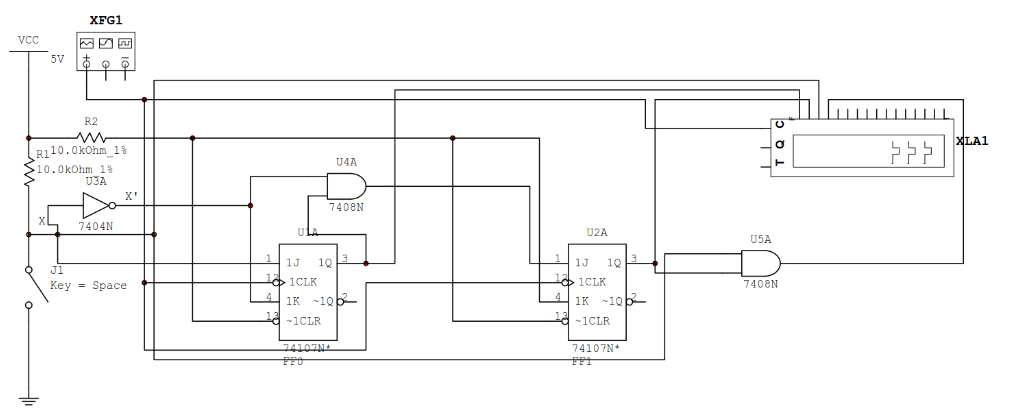 XFG1
VCC
5V
R2
10.0kOhm_1%
R1
10.0kOhm_1%
U3A
X'
7404N
X
J1
Key = Space
U4A
7408N
U1A
1 1J 1Q 3
12 1CLK
4 1K ~1Q 2
13 ~1CLR
74107N*
FF0
U2A
1 1J 1Q 3
12 1CLK
4 1K ~1Q 2
13 ~1CLR
74107N*
FF1
U5A
7408N
C
Q
T
F
XLA1